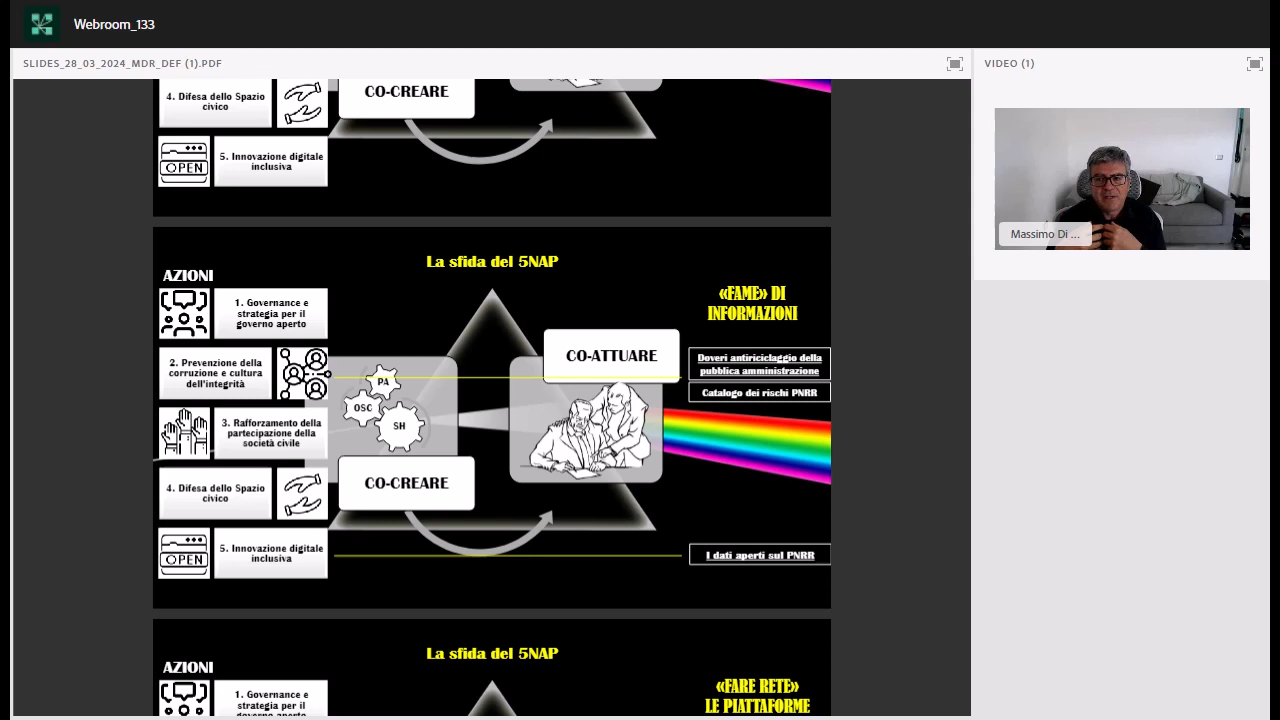 Webroom_133
SLIDES_28_03_2024_MDR_DEF (1).PDF
4. Difesa dello Spazio
civico
CO-CREARE
5. Innovazione digitale
inclusiva
OPEN
La sfida del 5NAP
AZIONI
«FAME» DI
INFORMAZIONI
1. Governance e
strategia per il
governo aperto
CO-ATTUARE
Doveri antiriciclaggio della
pubblica amministrazione
2. Prevenzione della
corruzione e cultura
dell'integrità
PA
OSC
SH
Catalogo dei rischi PNRR
3. Rafforzamento della
partecipazione della
società civile
4. Difesa dello Spazio
civico
CO-CREARE
5. Innovazione digitale
inclusiva
OPEN
I dati aperti sul PNRR
La sfida del 5NAP
AZIONI
«FARE RETE»
LE PIATTAFORME
1. Governance e
strategia per il
governo aperto
VIDEO (1)
Massimo Di ...